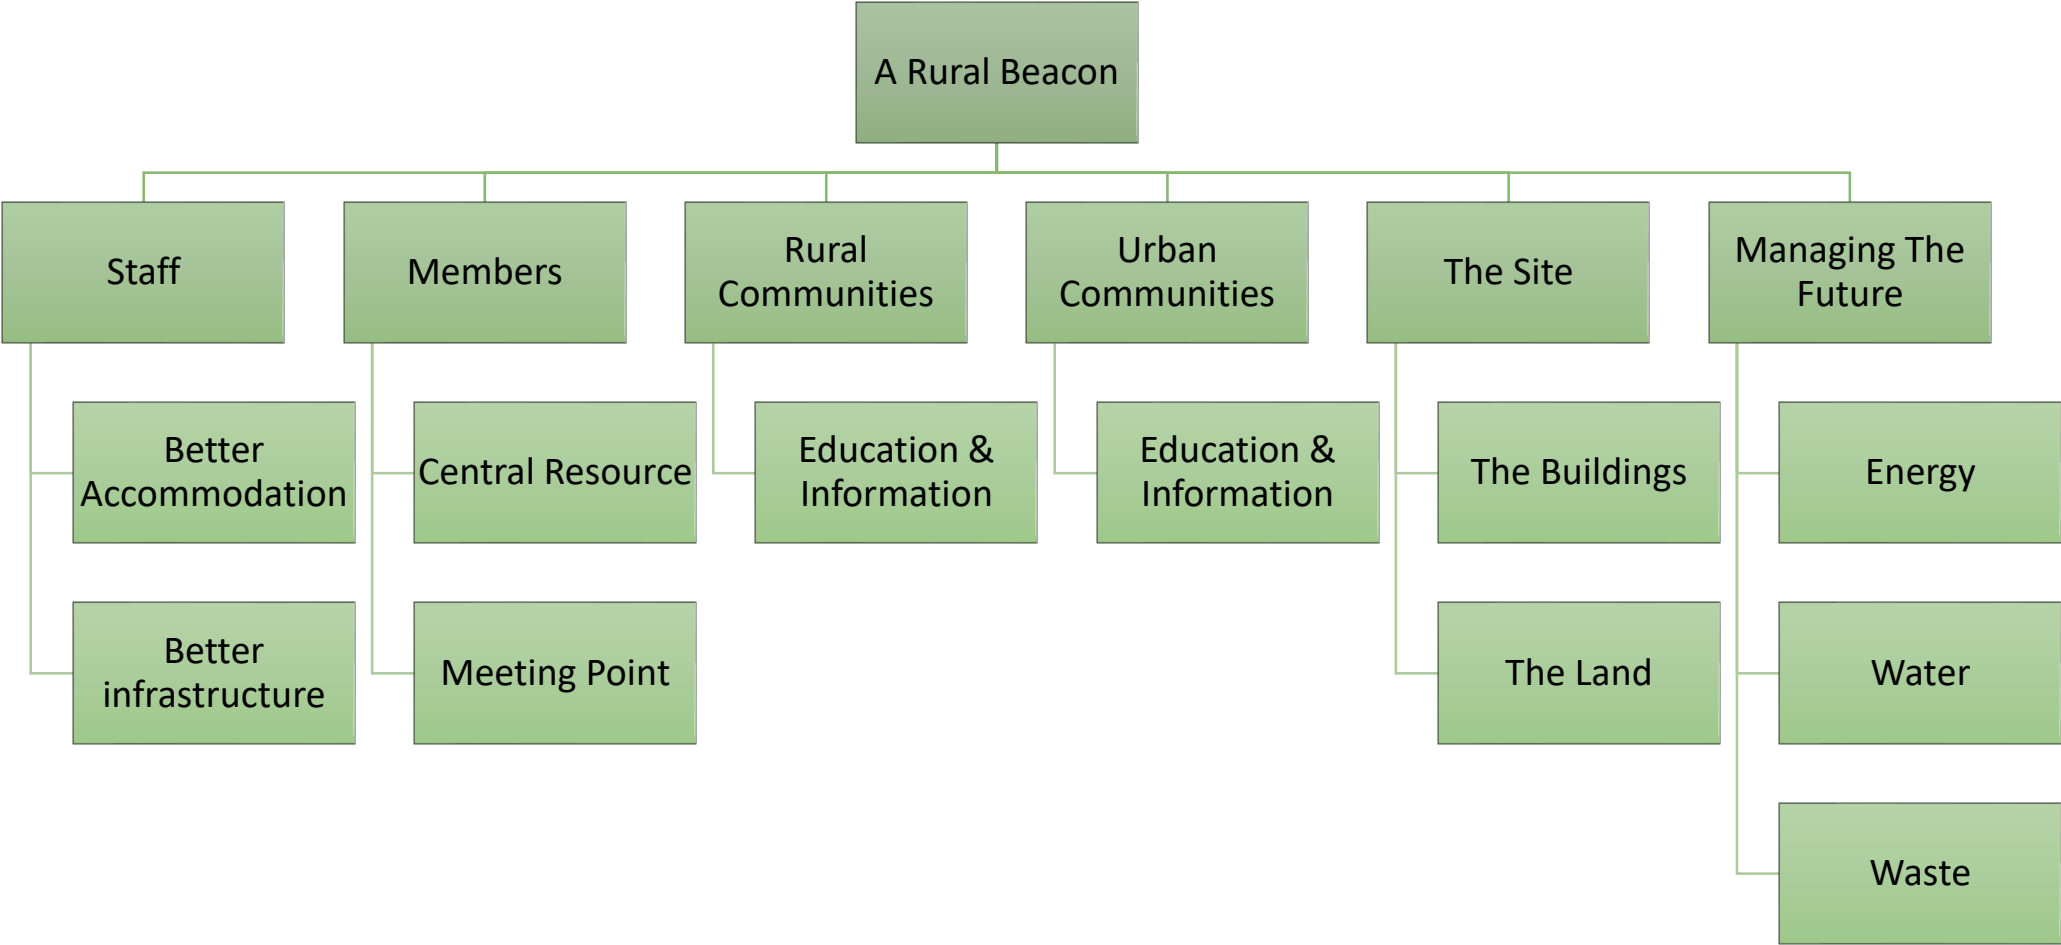 A Rural Beacon
Staff
Members
Rural
Communities
Urban
Communities
The Site
Managing The
Future
Better
Accommodation
Central Resource
Education &
Information
Education &
Information
The Buildings
Energy
Better
infrastructure
Meeting Point
The Land
Water
Waste